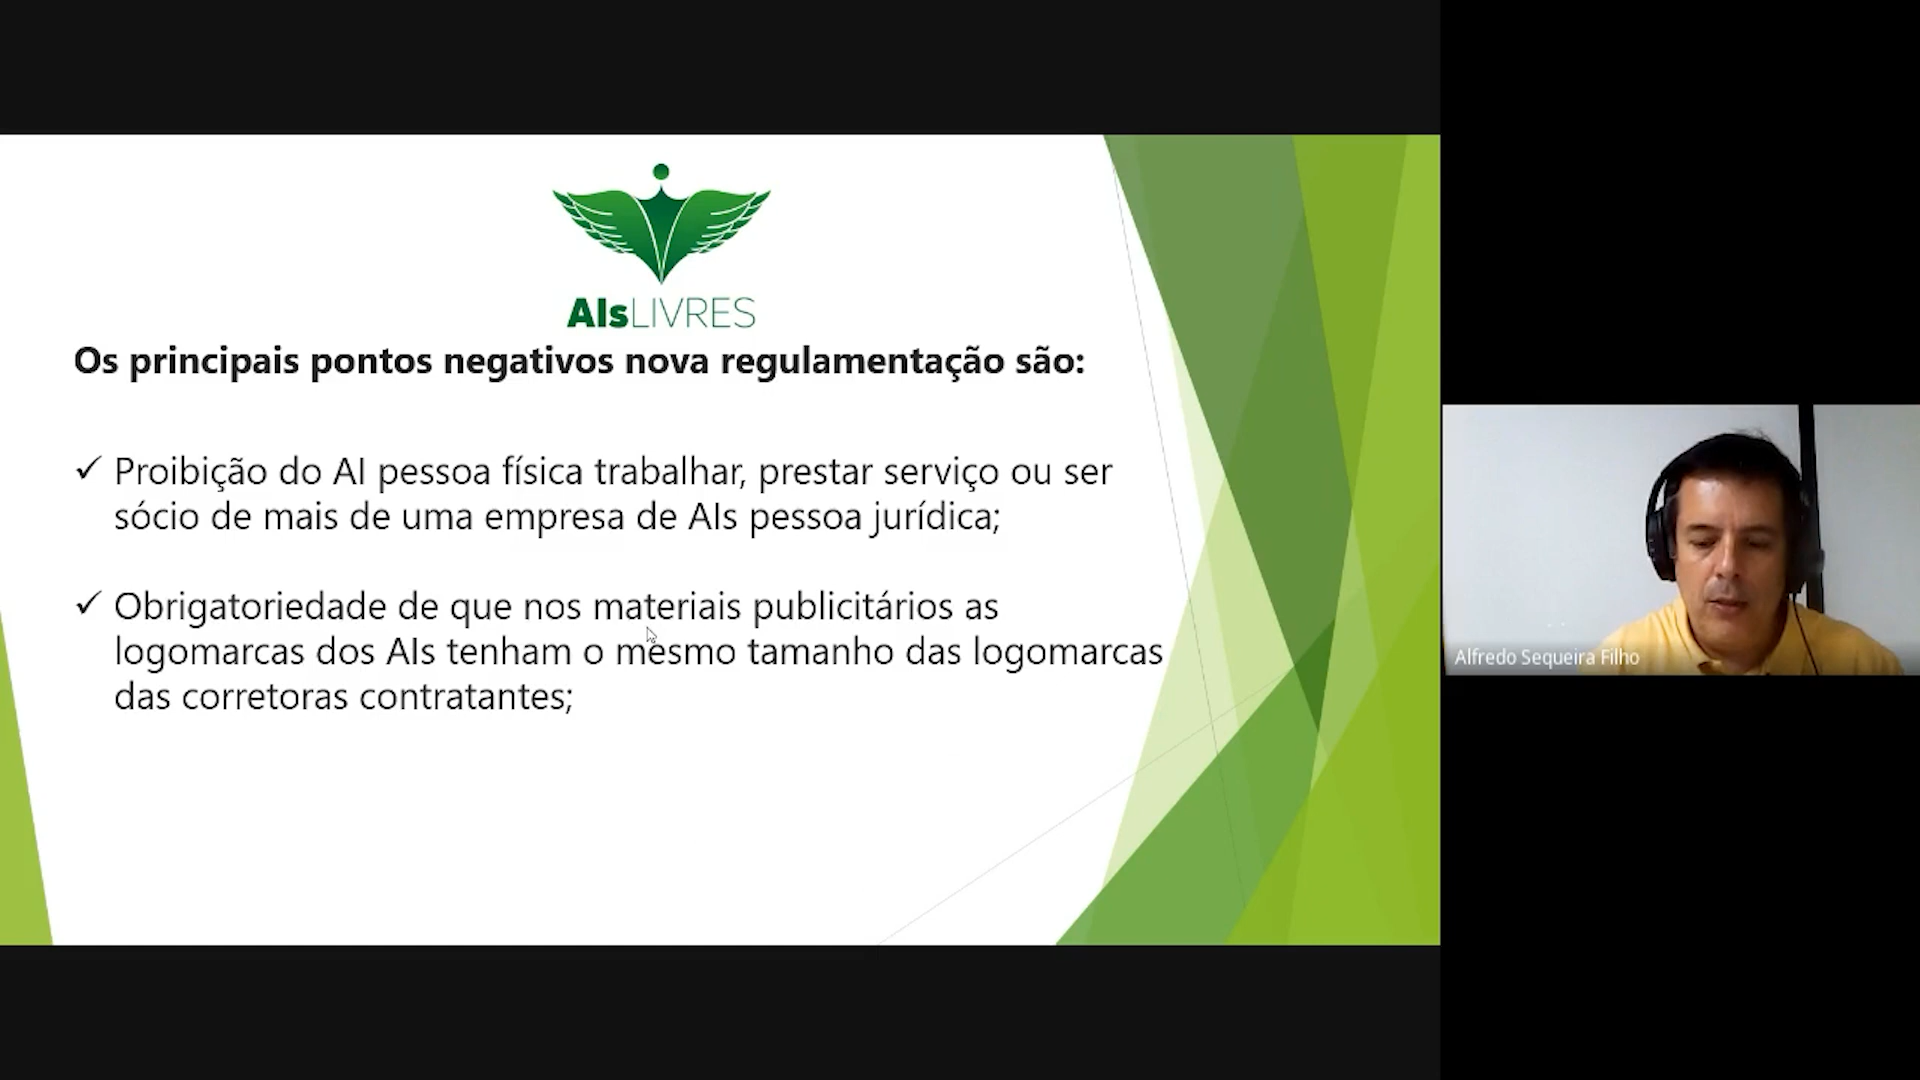 AIsLIVRES
Os principais pontos negativos nova regulamentação são:
✓ Proibição do AI pessoa física trabalhar, prestar serviço ou ser
sócio de mais de uma empresa de AIs pessoa jurídica;
✓ Obrigatoriedade de que nos materiais publicitários as
logomarcas dos AIs tenham o mesmo tamanho das logomarcas
das corretoras contratantes;
Alfredo Sequeira Filho